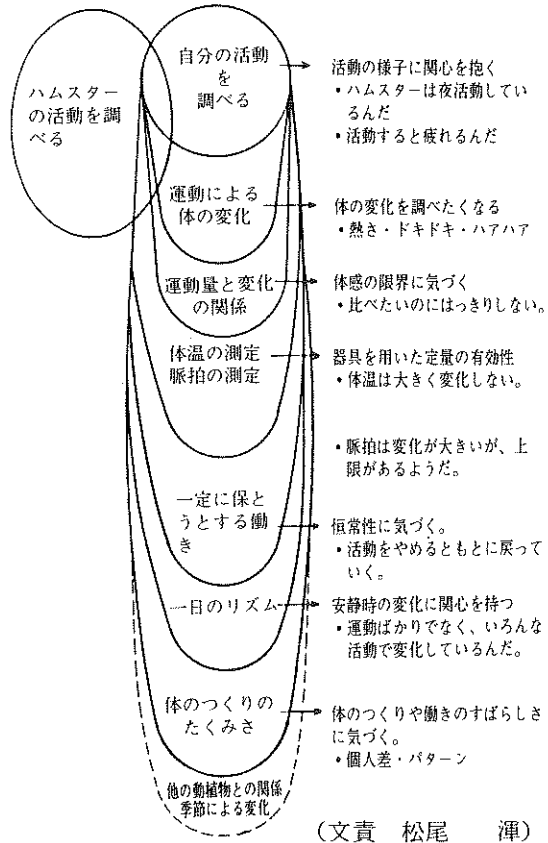 ハムスター
の活動を調
べる
自分の活動
を
調べる
活動の様子に関心を抱く
・ハムスターは夜活動してい
るんだ
・活動すると疲れるんだ
運動による
体の変化
体の変化を調べたくなる
・熱さ・ドキドキ・ハアハア
運動量と変化
の関係
体感の限界に気づく
・比べたいのにはっきりしない。
体温の測定
脈拍の測定
器具を用いた定量の有効性
・体温は大きく変化しない。
・脈拍は変化が大きいが、上
限があるようだ。
一定に保と
うとする働
き
恒常性に気づく。
・活動をやめるともとに戻って
いく。
一日のリズム
安静時の変化に関心を持つ
・運動ばかりでなく、いろんな
活動で変化しているんだ。
体のつくりの
たくみさ
体のつくりや働きのすばらしさ
に気づく。
・個人差・パターン
他の動植物との関係
季節による変化
(文責 松尾 渾)